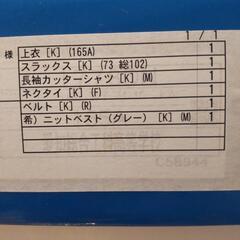 1 / 1
様 上衣 [K] (165A) 1
スラックス [K] (73 総102) 1
長袖カッターシャツ [K] (M) 1
ネクタイ [K] (F) 1
ベルト [K] (R) 1
希）ニットベスト（グレー） [K] (M) 1